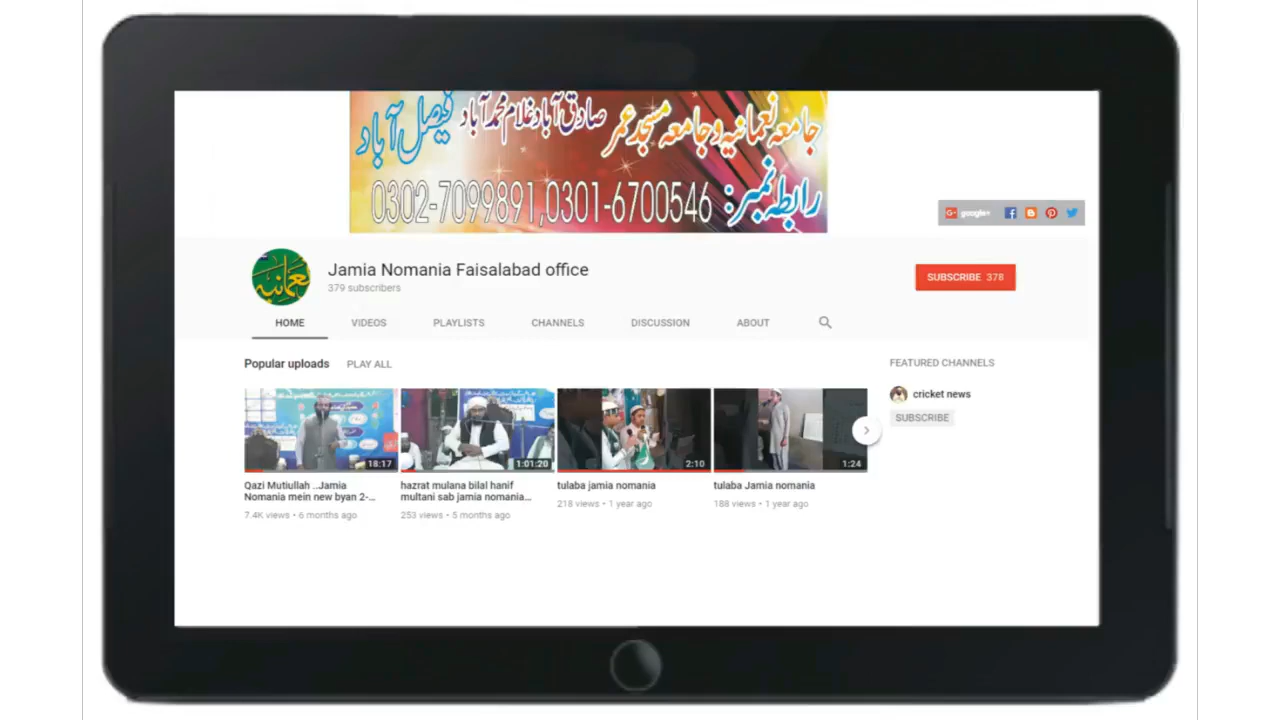 جامعہ نعمانیہ و جامعہ مسجد عمر صادق آباد غلام محمد آباد فیصل آباد
رابطہ نمبر: 0302-7099891,0301-6700546
google+
نعمانیہ
Jamia Nomania Faisalabad office
379 subscribers
SUBSCRIBE 378
HOME VIDEOS PLAYLISTS CHANNELS DISCUSSION ABOUT
Popular uploads PLAY ALL
FEATURED CHANNELS
cricket news
SUBSCRIBE
18:17
1:01:20
2:10
1:24
Qazi Mutiullah ..Jamia
Nomania mein new byan 2-...
7.4K views • 6 months ago
hazrat mulana bilal hanif
multani sab jamia nomania...
253 views • 5 months ago
tulaba jamia nomania
218 views • 1 year ago
tulaba Jamia nomania
188 views • 1 year ago